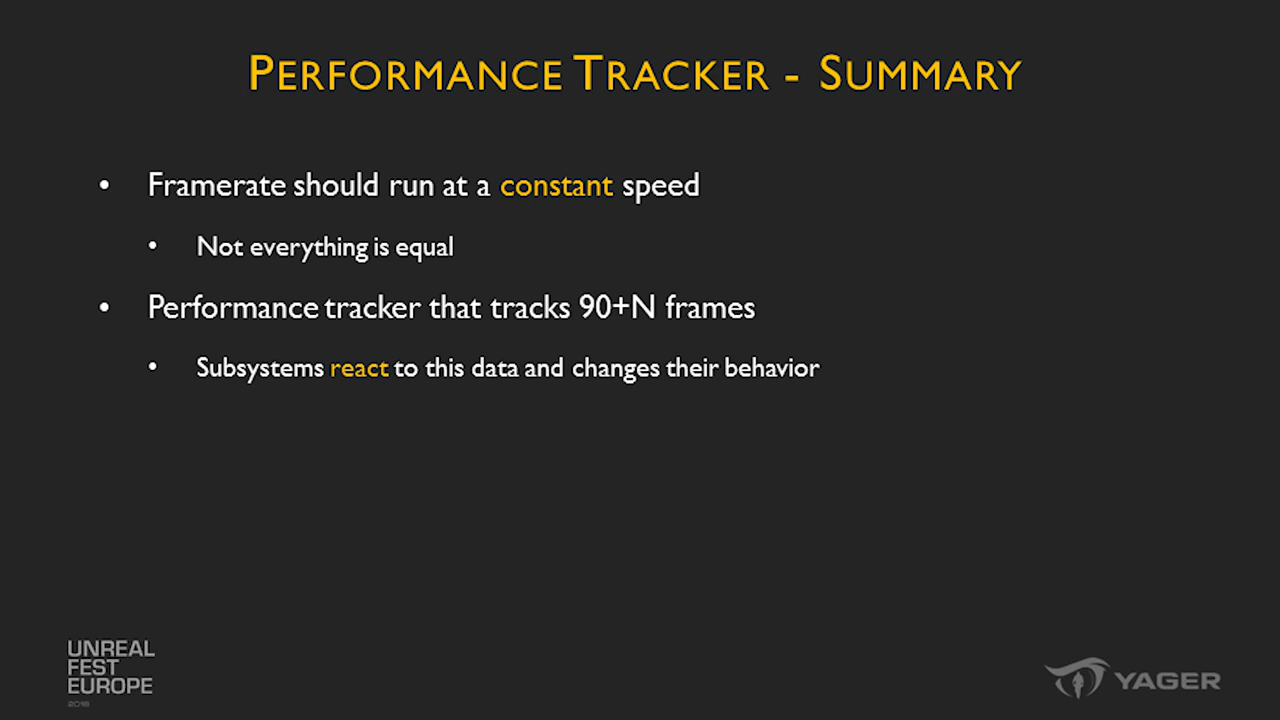 PERFORMANCE TRACKER - SUMMARY
• Framerate should run at a constant speed
• Not everything is equal
• Performance tracker that tracks 90+N frames
• Subsystems react to this data and changes their behavior
UNREAL
FEST
EUROPE
2018
YAGER